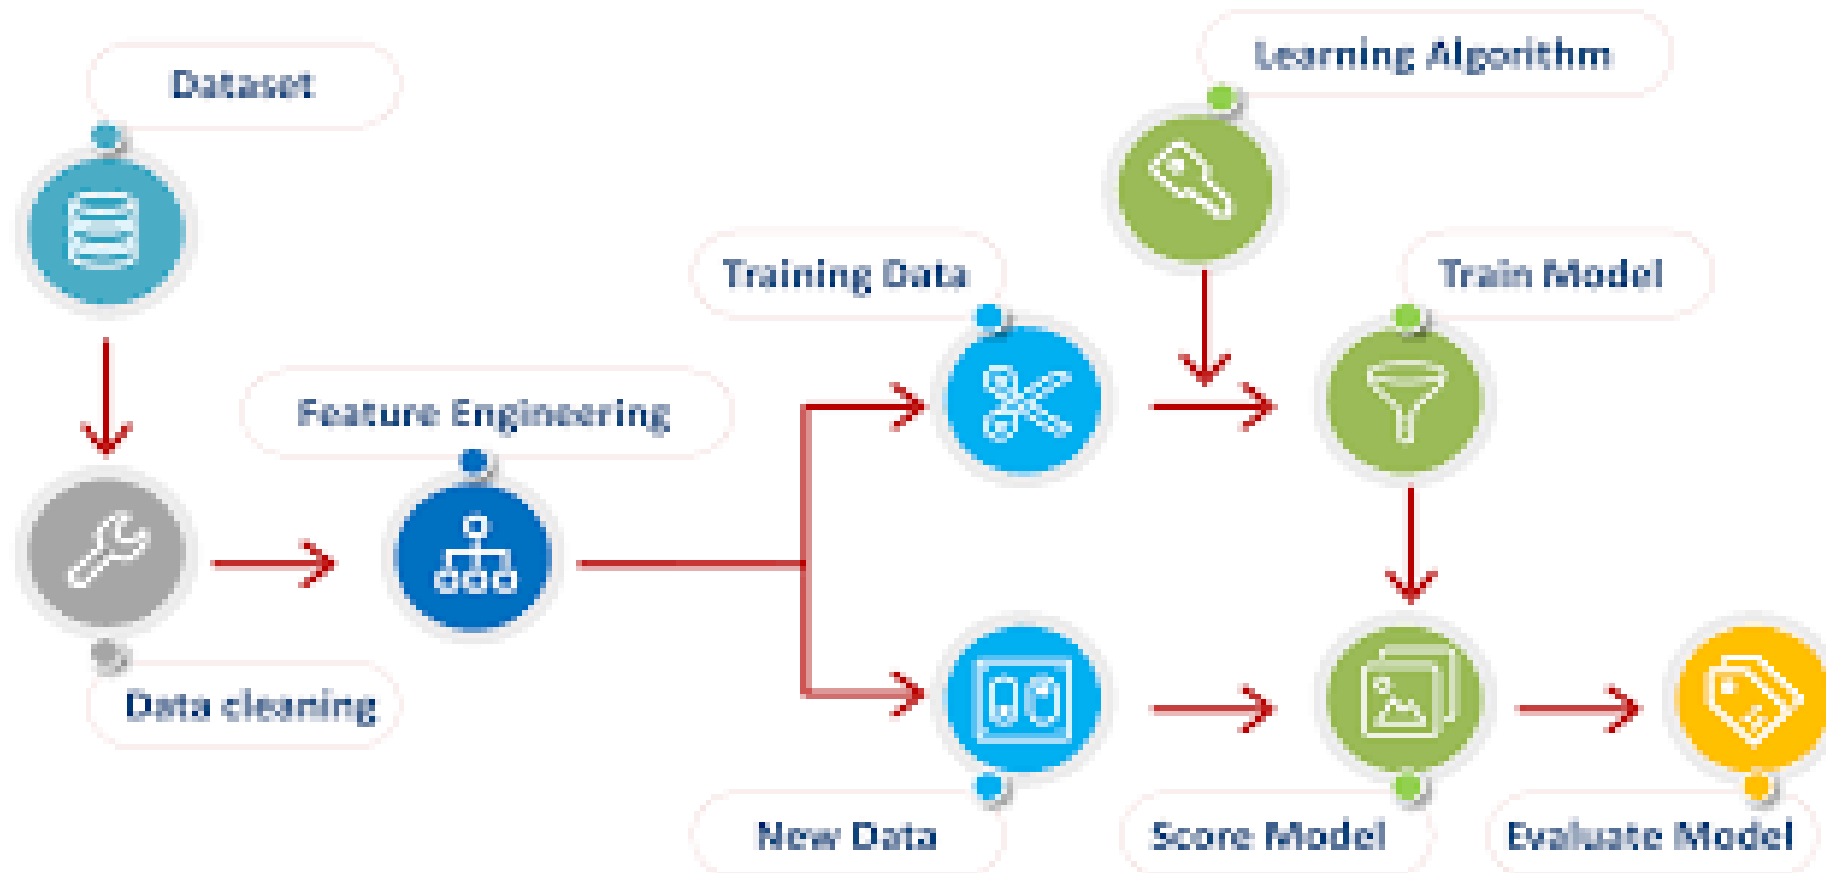 Dataset
Learning Algorithm
Training Data
Train Model
Feature Engineering
Data cleaning
New Data
Score Model
Evaluate Model